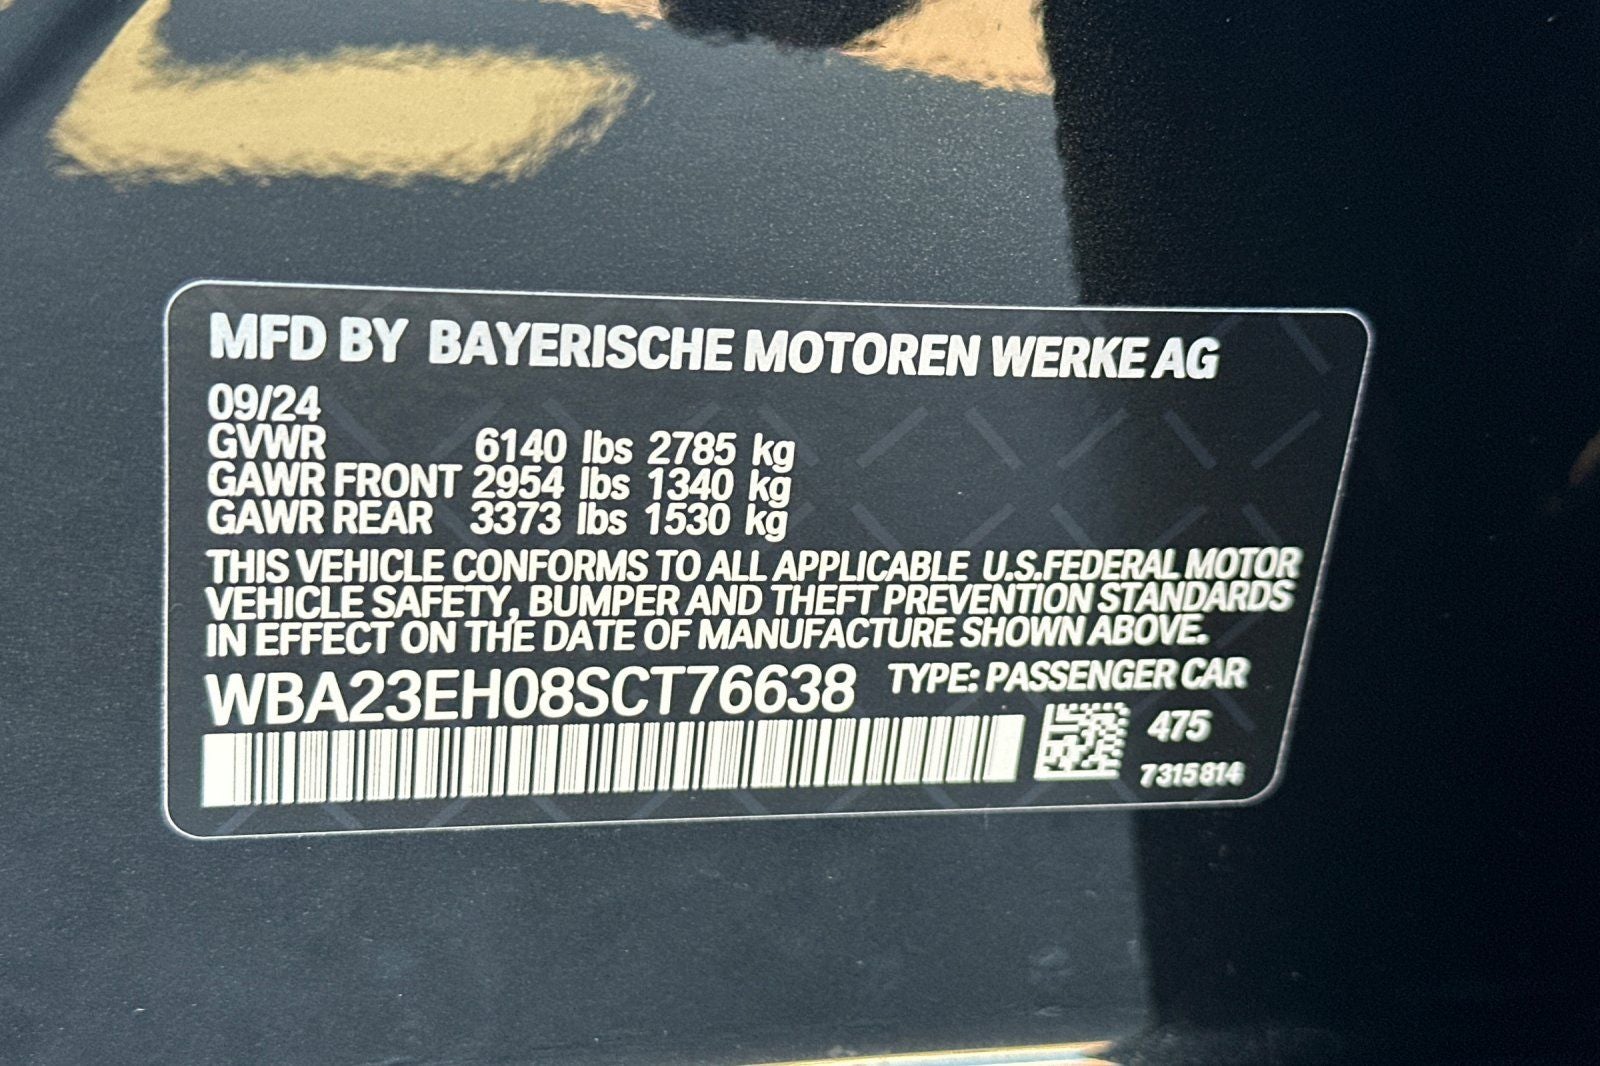 MFD BY BAYERISCHE MOTOREN WERKE AG
09/24
GVWR 6140 lbs 2785 kg
GAWR FRONT 2954 lbs 1340 kg
GAWR REAR 3373 lbs 1530 kg
THIS VEHICLE CONFORMS TO ALL APPLICABLE U.S.FEDERAL MOTOR
VEHICLE SAFETY, BUMPER AND THEFT PREVENTION STANDARDS
IN EFFECT ON THE DATE OF MANUFACTURE SHOWN ABOVE.
WBA23EH08SCT76638 TYPE: PASSENGER CAR
475
7315814